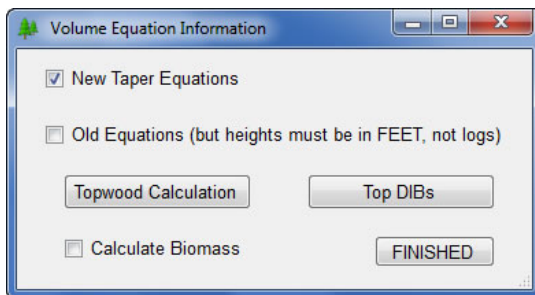 Volume Equation Information
New Taper Equations
Old Equations (but heights must be in FEET, not logs)
Topwood Calculation Top DIBs
Calculate Biomass FINISHED